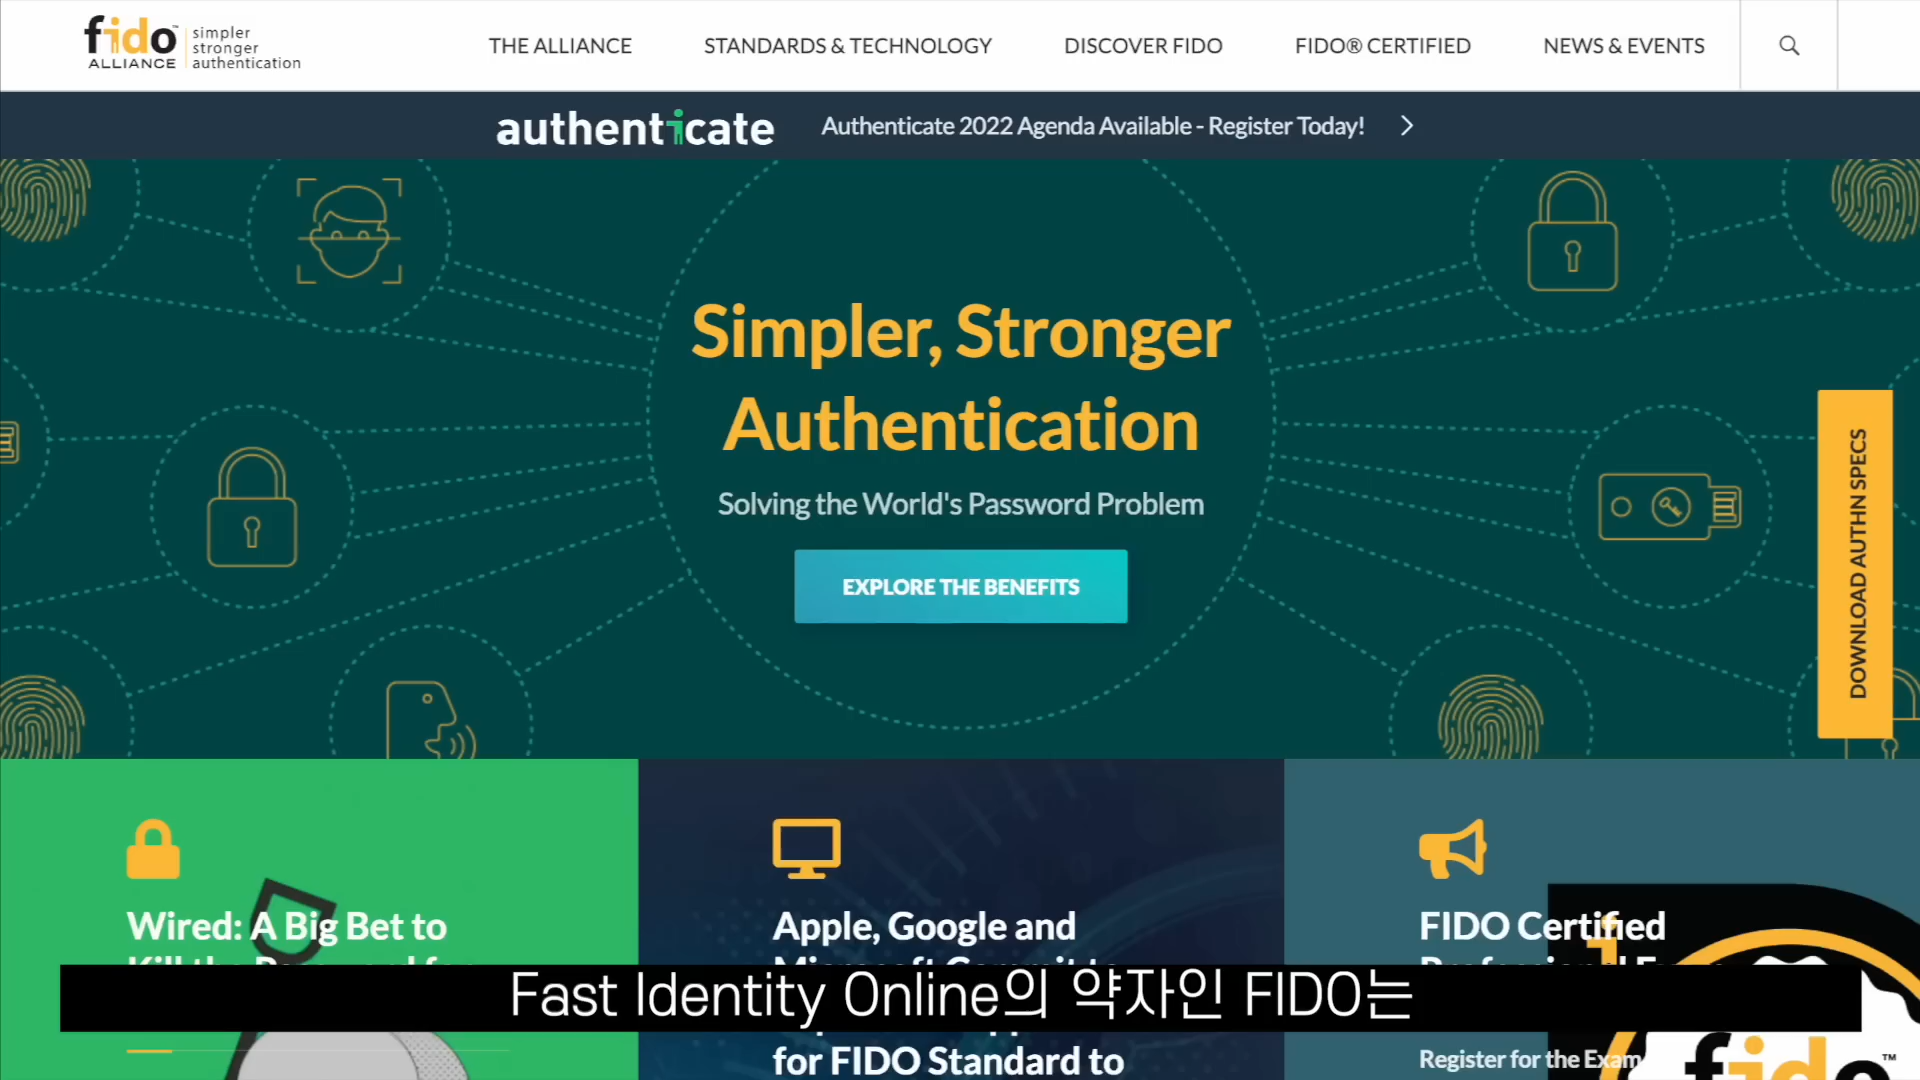 fido™
ALLIANCE
simpler
stronger
authentication
THE ALLIANCE
STANDARDS & TECHNOLOGY
DISCOVER FIDO
FIDO® CERTIFIED
NEWS & EVENTS
authenticate
Authenticate 2022 Agenda Available - Register Today!
Simpler, Stronger
Authentication
Solving the World's Password Problem
EXPLORE THE BENEFITS
DOWNLOAD AUTHN SPECS
Wired: A Big Bet to
Apple, Google and
for FIDO Standard to
FIDO Certified
Register for the Exam
fido™
Fast Identity Online의 약자인 FIDO는